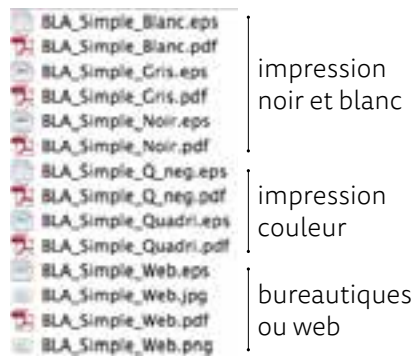 BLA_Simple_Blanc.eps
BLA_Simple_Blanc.pdf
BLA_Simple_Gris.eps
BLA_Simple_Gris.pdf
BLA_Simple_Noir.eps
BLA_Simple_Noir.pdf
impression
noir et blanc
BLA_Simple_Q_neg.eps
BLA_Simple_Q_neg.pdf
BLA_Simple_Quadri.eps
BLA_Simple_Quadri.pdf
impression
couleur
BLA_Simple_Web.eps
BLA_Simple_Web.jpg
BLA_Simple_Web.pdf
BLA_Simple_Web.png
bureautiques
ou web